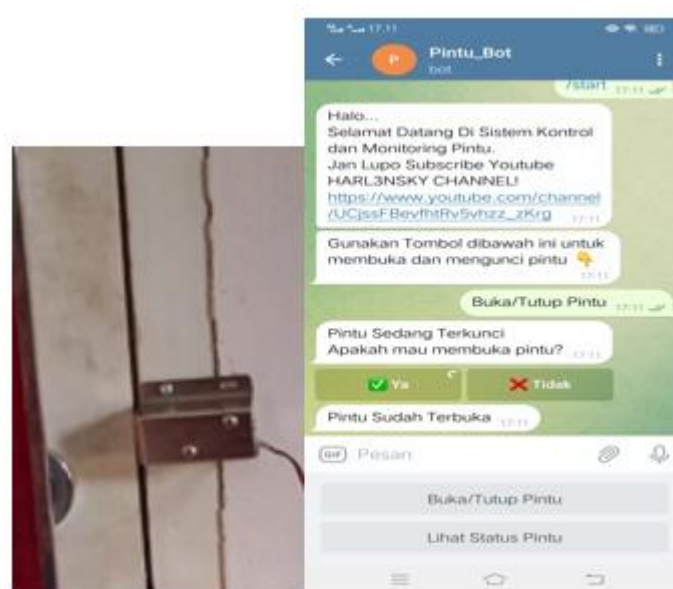 17.11
Pintu_Bot
bot
/start 17:11
Halo...
Selamat Datang Di Sistem Kontrol
dan Monitoring Pintu.
Jan Lupo Subscribe Youtube
HARL3NSKY CHANNEL!
https://www.youtube.com/channel
/UCjssFBevfhtRv5vhzz_zKrg 17:11
Gunakan Tombol dibawah ini untuk
membuka dan mengunci pintu 👇
17:11
Buka/Tutup Pintu 17:11
Pintu Sedang Terkunci
Apakah mau membuka pintu? 17:11
✅ Ya
❌ Tidak
Pintu Sudah Terbuka 17:11
GIF Pesan
Buka/Tutup Pintu
Lihat Status Pintu